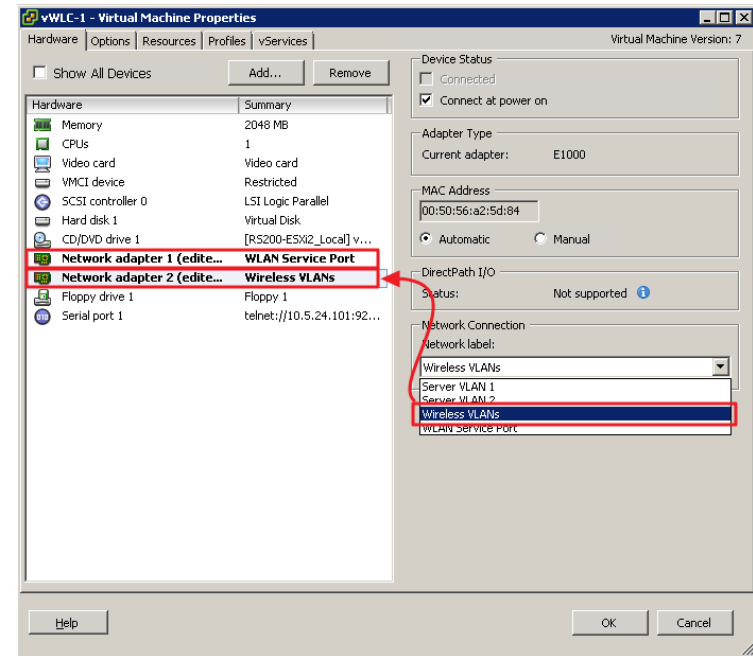 vWLC-1 - Virtual Machine Properties
Hardware Options Resources Profiles vServices Virtual Machine Version: 7
Show All Devices Add... Remove
Hardware Summary
Memory 2048 MB
CPUs 1
Video card Video card
VMCI device Restricted
SCSI controller 0 LSI Logic Parallel
Hard disk 1 Virtual Disk
CD/DVD drive 1 [RS200-ESXi2_Local] v...
Network adapter 1 (edite... WLAN Service Port
Network adapter 2 (edite... Wireless VLANs
Floppy drive 1 Floppy 1
Serial port 1 telnet://10.5.24.101:92...
Device Status
Connected
Connect at power on
Adapter Type
Current adapter: E1000
MAC Address
00:50:56:a2:5d:84
Automatic Manual
DirectPath I/O
Status: Not supported
Network Connection
Network label:
Wireless VLANs
Server VLAN 1
Server VLAN 2
Wireless VLANs
WLAN Service Port
Help OK Cancel